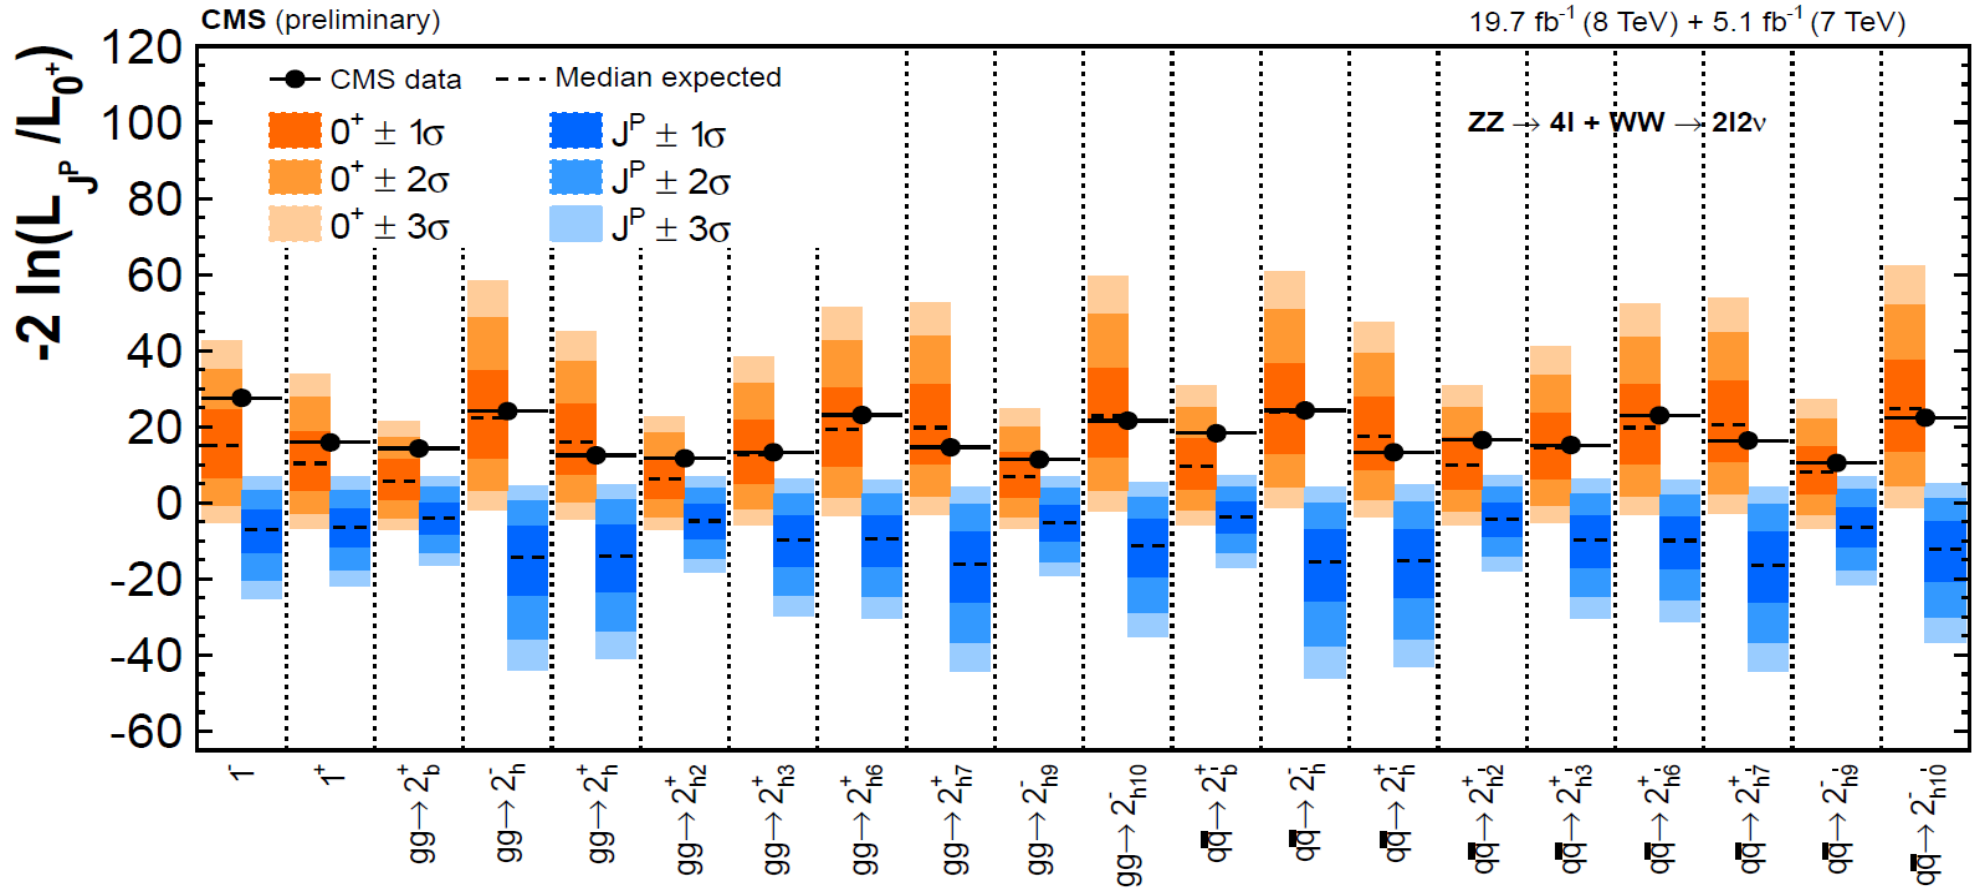 CMS (preliminary)
19.7 fb⁻¹ (8 TeV) + 5.1 fb⁻¹ (7 TeV)
-2 ln(L_Jᴾ /L_0⁺)
120
100
80
60
40
20
0
-20
-40
-60
CMS data
Median expected
0⁺ ± 1σ
Jᴾ ± 1σ
0⁺ ± 2σ
Jᴾ ± 2σ
0⁺ ± 3σ
Jᴾ ± 3σ
ZZ → 4l + WW → 2l2ν
1⁻
1⁺
gg→ 2⁺_b
gg→ 2⁻_h
gg→ 2⁺_h
gg→ 2⁺_h2
gg→ 2⁺_h3
gg→ 2⁺_h6
gg→ 2⁺_h7
gg→ 2⁻_h9
gg→ 2⁻_h10
qq̄→ 2⁺_b
qq̄→ 2⁻_h
qq̄→ 2⁺_h
qq̄→ 2⁺_h2
qq̄→ 2⁺_h3
qq̄→ 2⁺_h6
qq̄→ 2⁺_h7
qq̄→ 2⁻_h9
qq̄→ 2⁻_h10